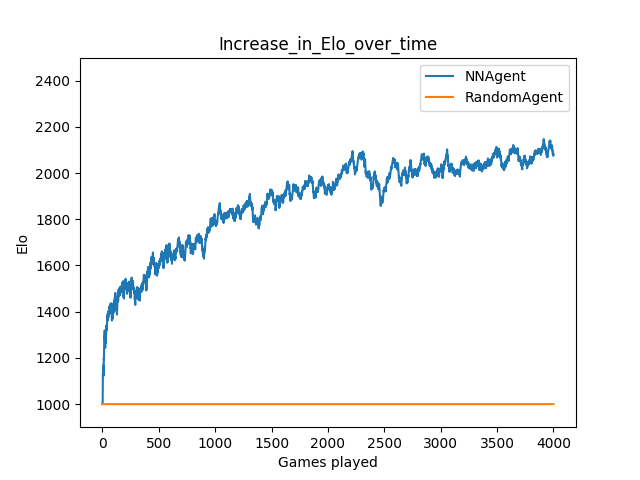 Increase_in_Elo_over_time
NNAgent
RandomAgent
2400
2200
2000
1800
1600
1400
1200
1000
Elo
0 500 1000 1500 2000 2500 3000 3500 4000
Games played